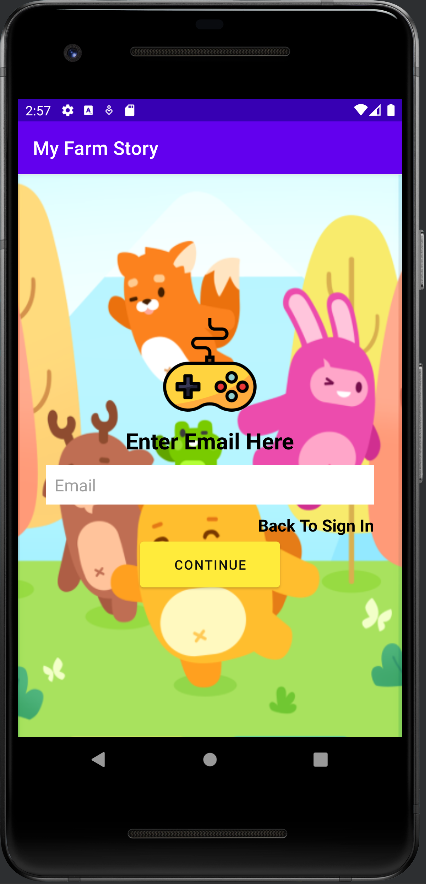 2:57
My Farm Story
Enter Email Here
Email
Back To Sign In
CONTINUE